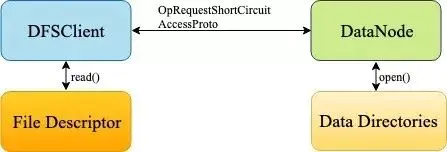 OpRequestShortCircuit
AccessProto
DFSClient
DataNode
read()
open()
File Descriptor
Data Directories